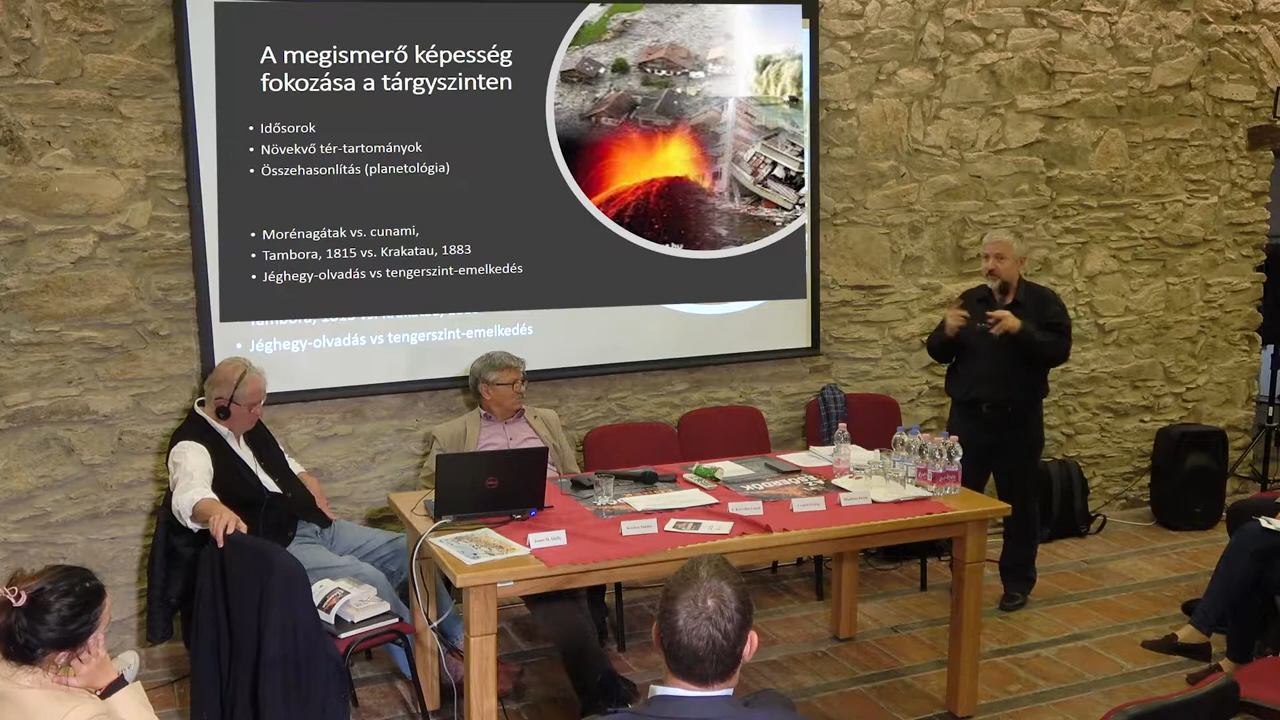 A megismerő képesség
fokozása a tárgyszinten
• Idősorok
• Növekvő tér-tartományok
• Összehasonlítás (planetológia)
• Morénagátak vs. cunami,
• Tambora, 1815 vs. Krakatau, 1883
• Jéghegy-olvadás vs tengerszint-emelkedés
• Jéghegy-olvadás vs tengerszint-emelkedés
DELL